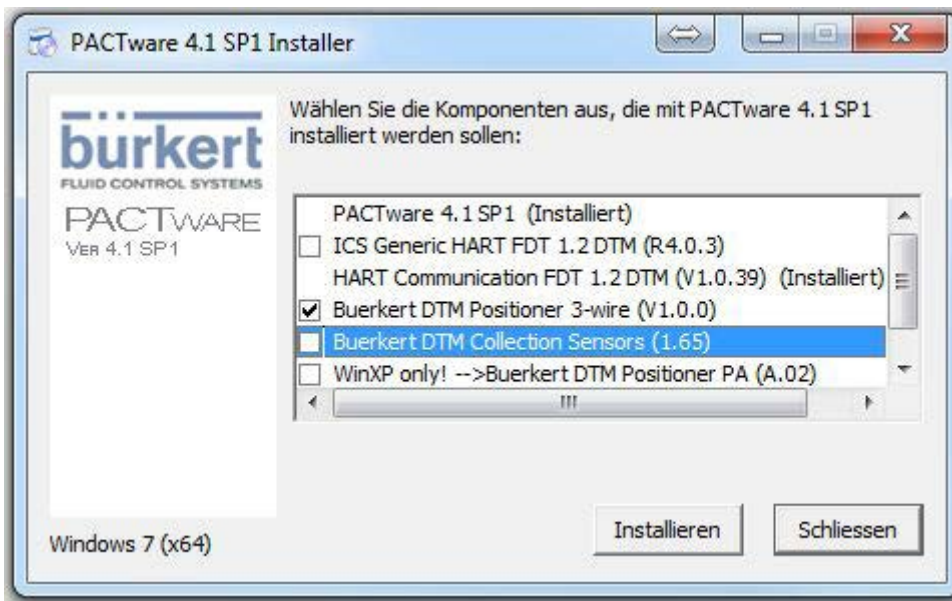 PACTware 4.1 SP1 Installer
bürkert
FLUID CONTROL SYSTEMS
PACTWARE
VER 4.1 SP1
Wählen Sie die Komponenten aus, die mit PACTware 4.1 SP1
installiert werden sollen:
PACTware 4.1 SP1 (Installiert)
ICS Generic HART FDT 1.2 DTM (R4.0.3)
HART Communication FDT 1.2 DTM (V1.0.39) (Installiert)
Buerkert DTM Positioner 3-wire (V1.0.0)
Buerkert DTM Collection Sensors (1.65)
WinXP only! -->Buerkert DTM Positioner PA (A.02)
Windows 7 (x64)
Installieren
Schliessen